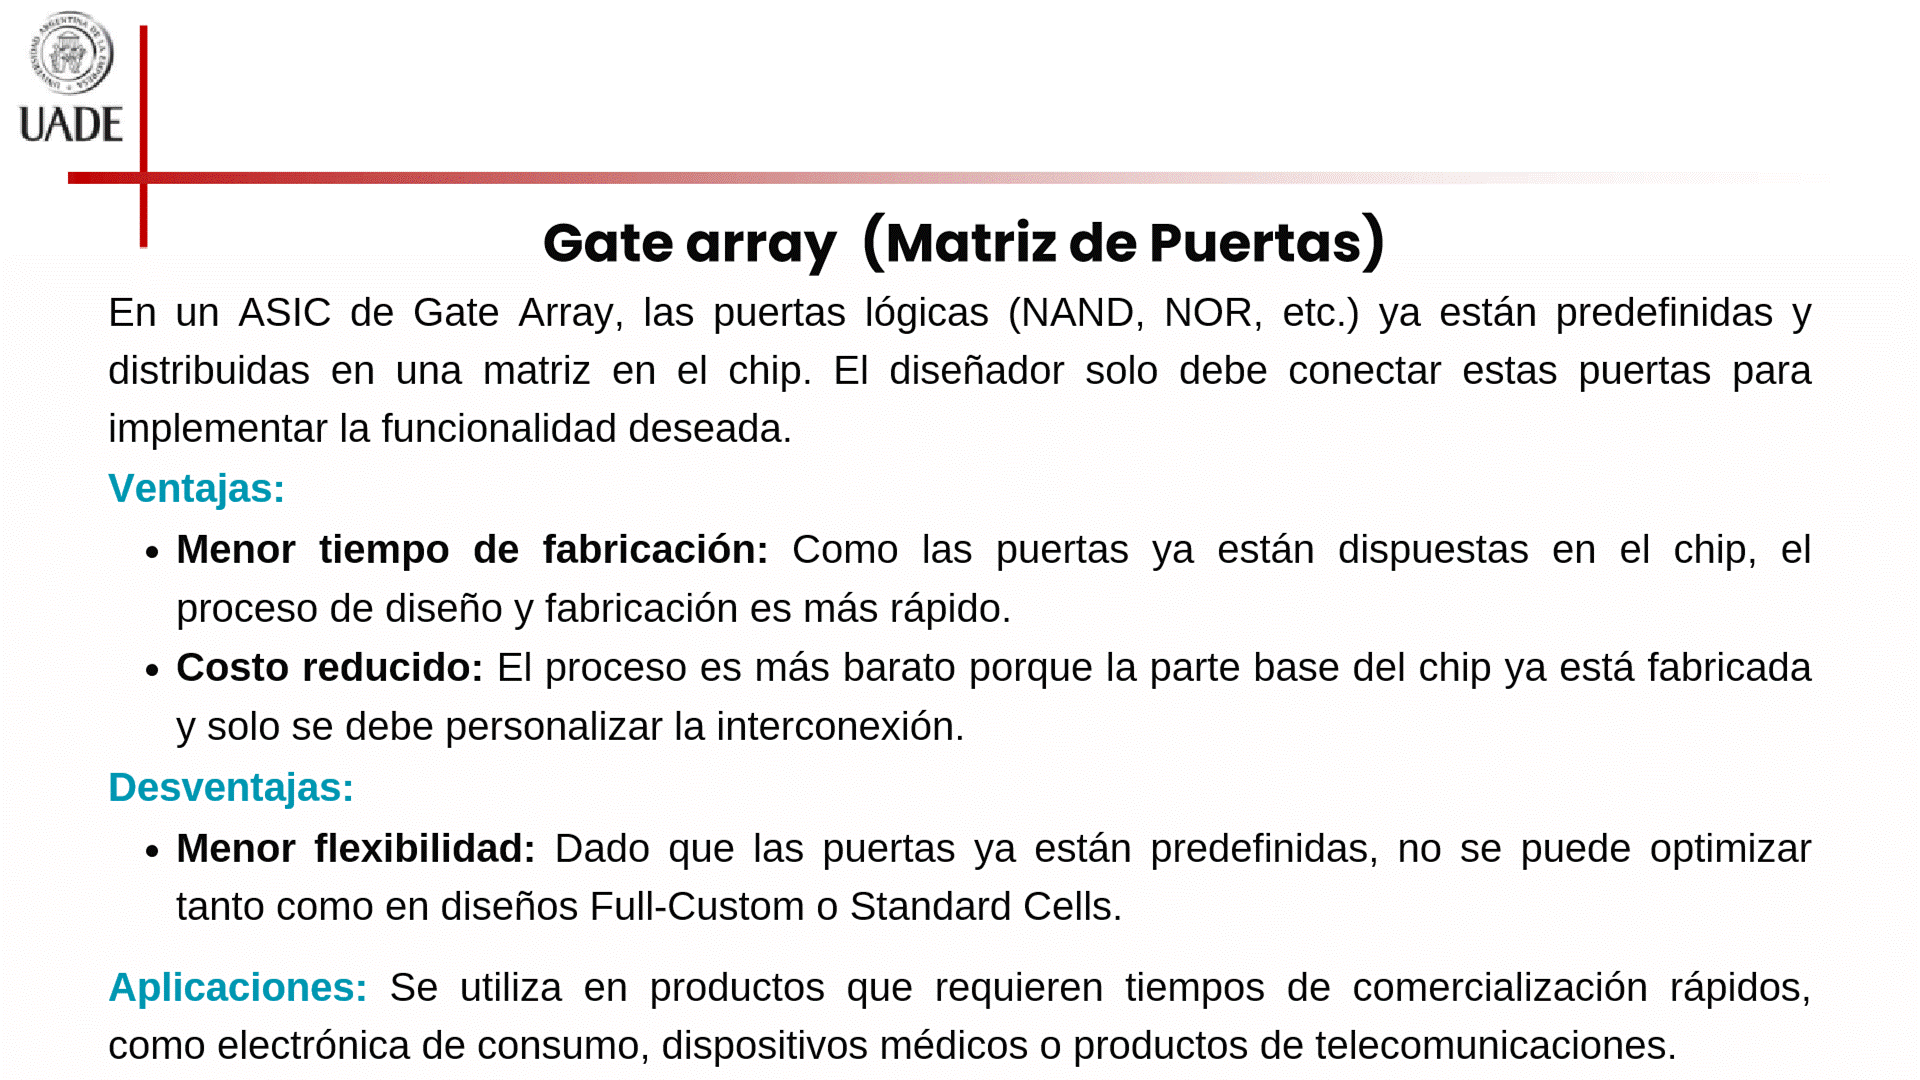 UNIVERSIDAD ARGENTINA DE LA EMPRESA
UADE
Gate array (Matriz de Puertas)
En un ASIC de Gate Array, las puertas lógicas (NAND, NOR, etc.) ya están predefinidas y
distribuidas en una matriz en el chip. El diseñador solo debe conectar estas puertas para
implementar la funcionalidad deseada.
Ventajas:
• Menor tiempo de fabricación: Como las puertas ya están dispuestas en el chip, el
proceso de diseño y fabricación es más rápido.
• Costo reducido: El proceso es más barato porque la parte base del chip ya está fabricada
y solo se debe personalizar la interconexión.
Desventajas:
• Menor flexibilidad: Dado que las puertas ya están predefinidas, no se puede optimizar
tanto como en diseños Full-Custom o Standard Cells.
Aplicaciones: Se utiliza en productos que requieren tiempos de comercialización rápidos,
como electrónica de consumo, dispositivos médicos o productos de telecomunicaciones.